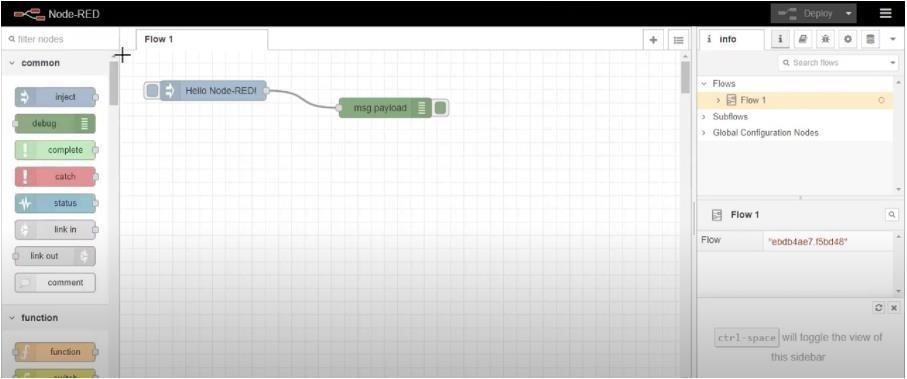 Node-RED
Deploy
filter nodes
Flow 1
info
common
Search flows
inject
Hello Node-RED!
Flows
Flow 1
debug
msg.payload
Subflows
complete
Global Configuration Nodes
catch
status
Flow 1
link in
Flow
"ebdb4ae7.f5bd48"
link out
comment
function
ctrl-space will toggle the view of
this sidebar
function
switch